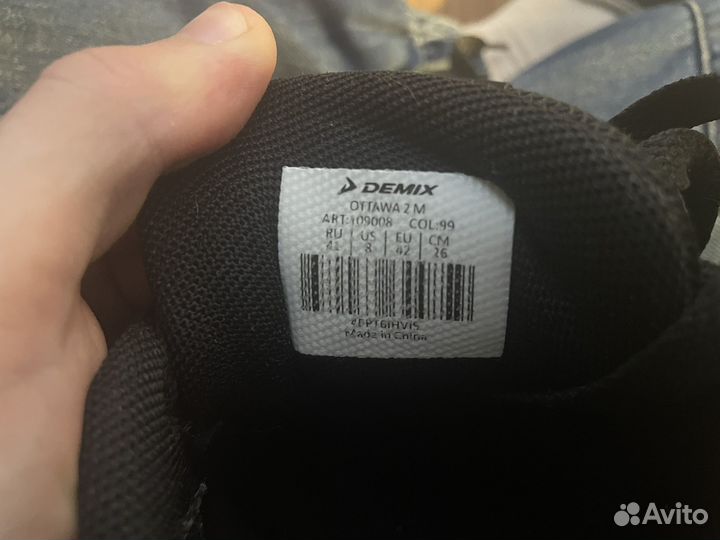 DEMIX
OTTAWA 2 M
ART:109008 COL:99
RU US EU CM
41 8 42 26
Made in China
Avito